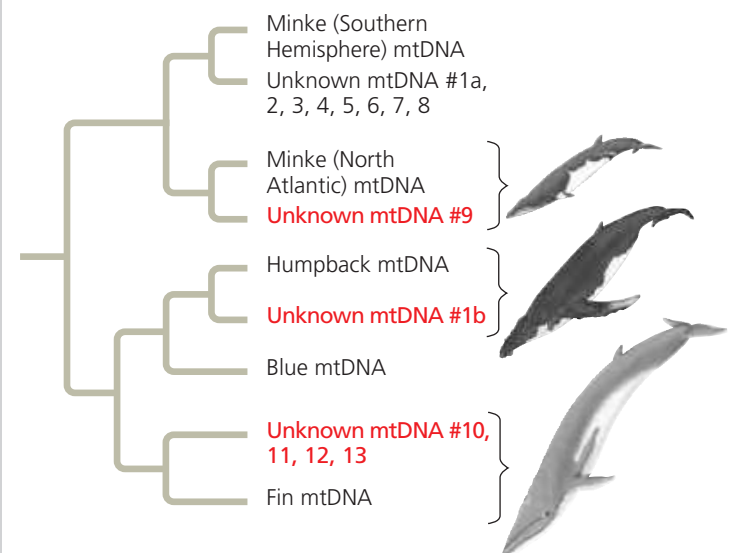 Minke (Southern
Hemisphere) mtDNA
Unknown mtDNA #1a,
2, 3, 4, 5, 6, 7, 8
Minke (North
Atlantic) mtDNA
Unknown mtDNA #9
Humpback mtDNA
Unknown mtDNA #1b
Blue mtDNA
Unknown mtDNA #10,
11, 12, 13
Fin mtDNA